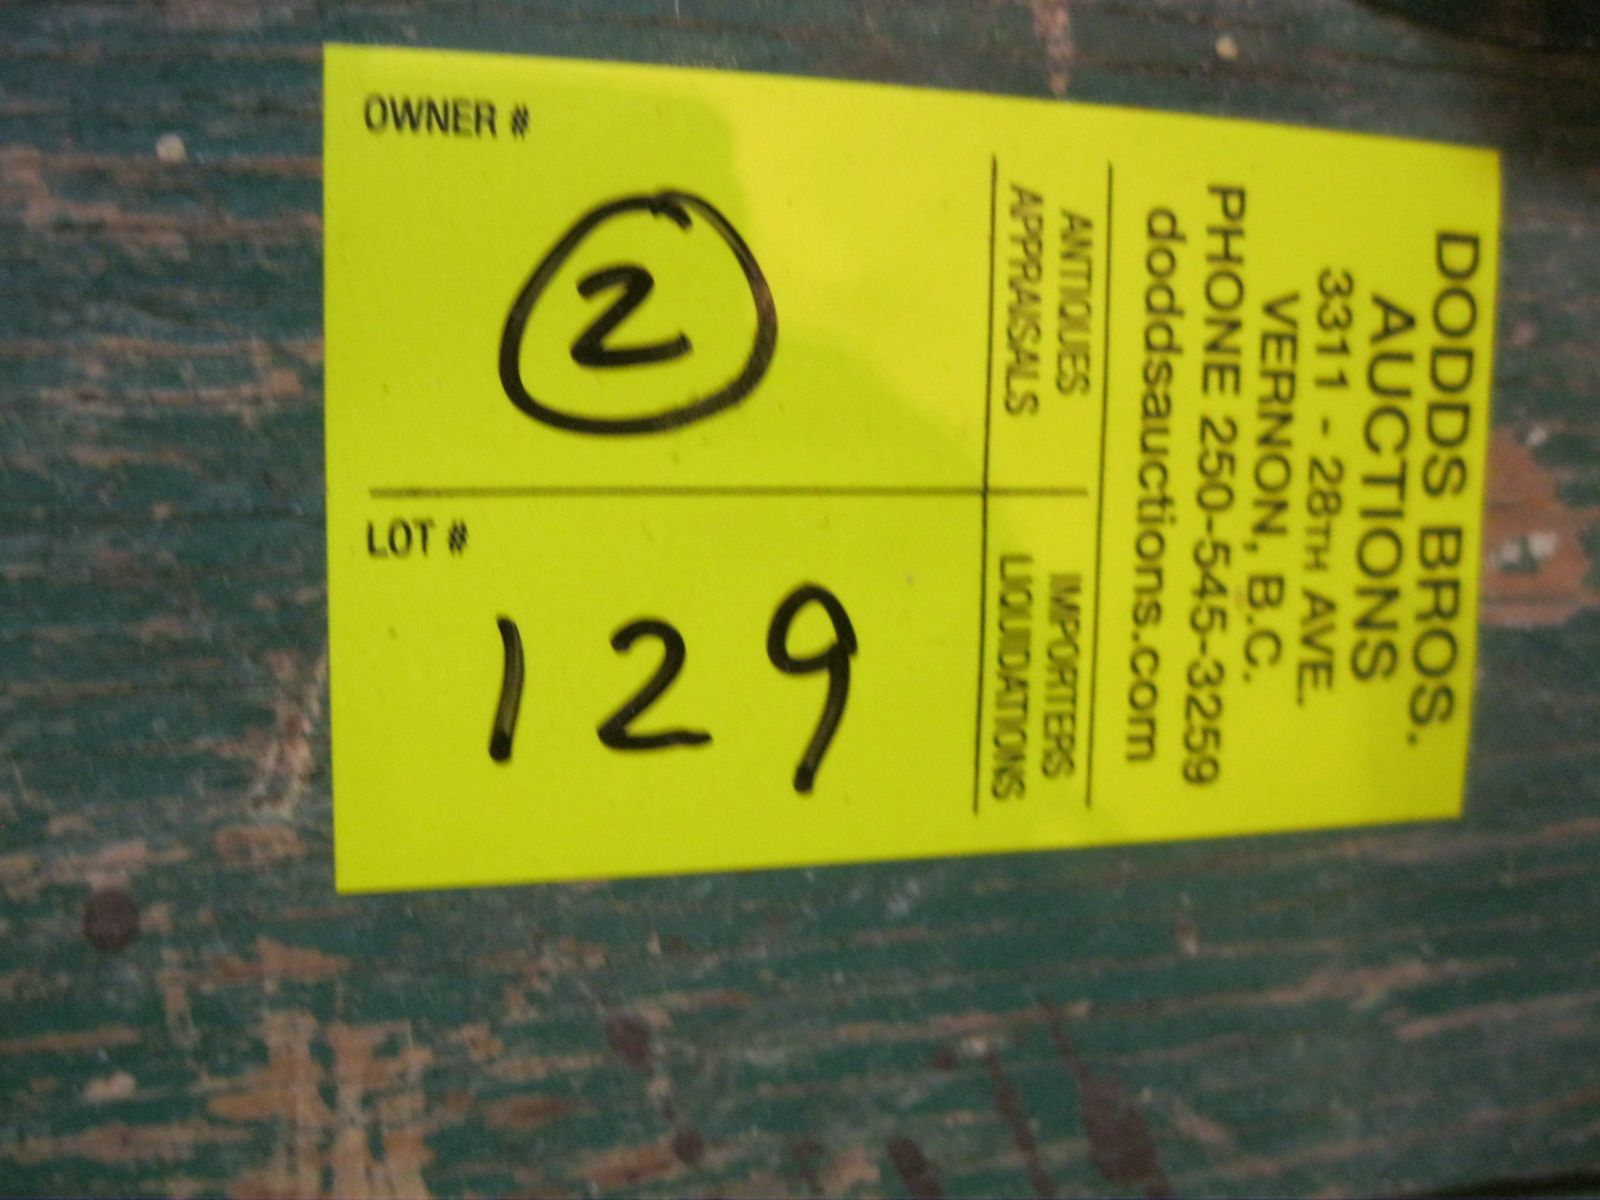 DODDS BROS.
AUCTIONS
3311 - 28TH AVE.
VERNON, B.C.
PHONE 250-545-3259
doddsauctions.com
ANTIQUES
APPRAISALS
IMPORTERS
LIQUIDATIONS
OWNER #
2
LOT #
129